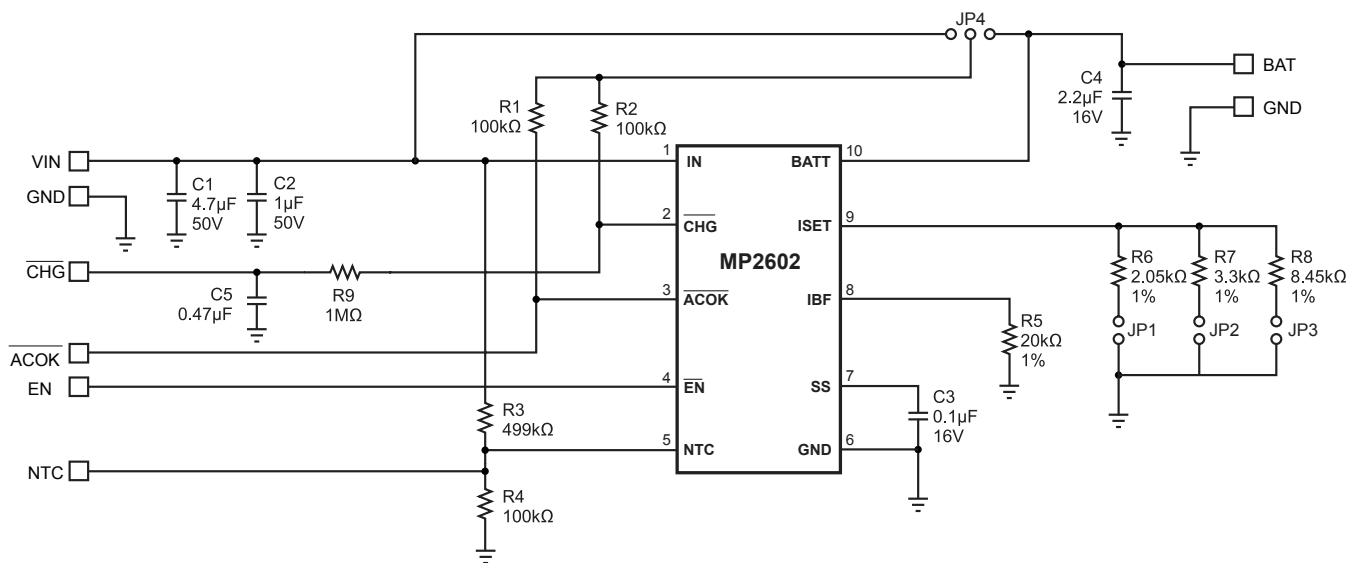 JP4
BAT
C4
2.2µF
16V
GND
R1
100kΩ
R2
100kΩ
VIN
GND
C1
4.7µF
50V
C2
1µF
50V
1
IN
BATT
10
2
CHG
ISET
9
MP2602
3
ACOK
IBF
8
4
EN
SS
7
5
NTC
GND
6
CHG
C5
0.47µF
R9
1MΩ
ACOK
EN
R3
499kΩ
NTC
R4
100kΩ
R5
20kΩ
1%
C3
0.1µF
16V
R6
2.05kΩ
1%
R7
3.3kΩ
1%
R8
8.45kΩ
1%
JP1
JP2
JP3